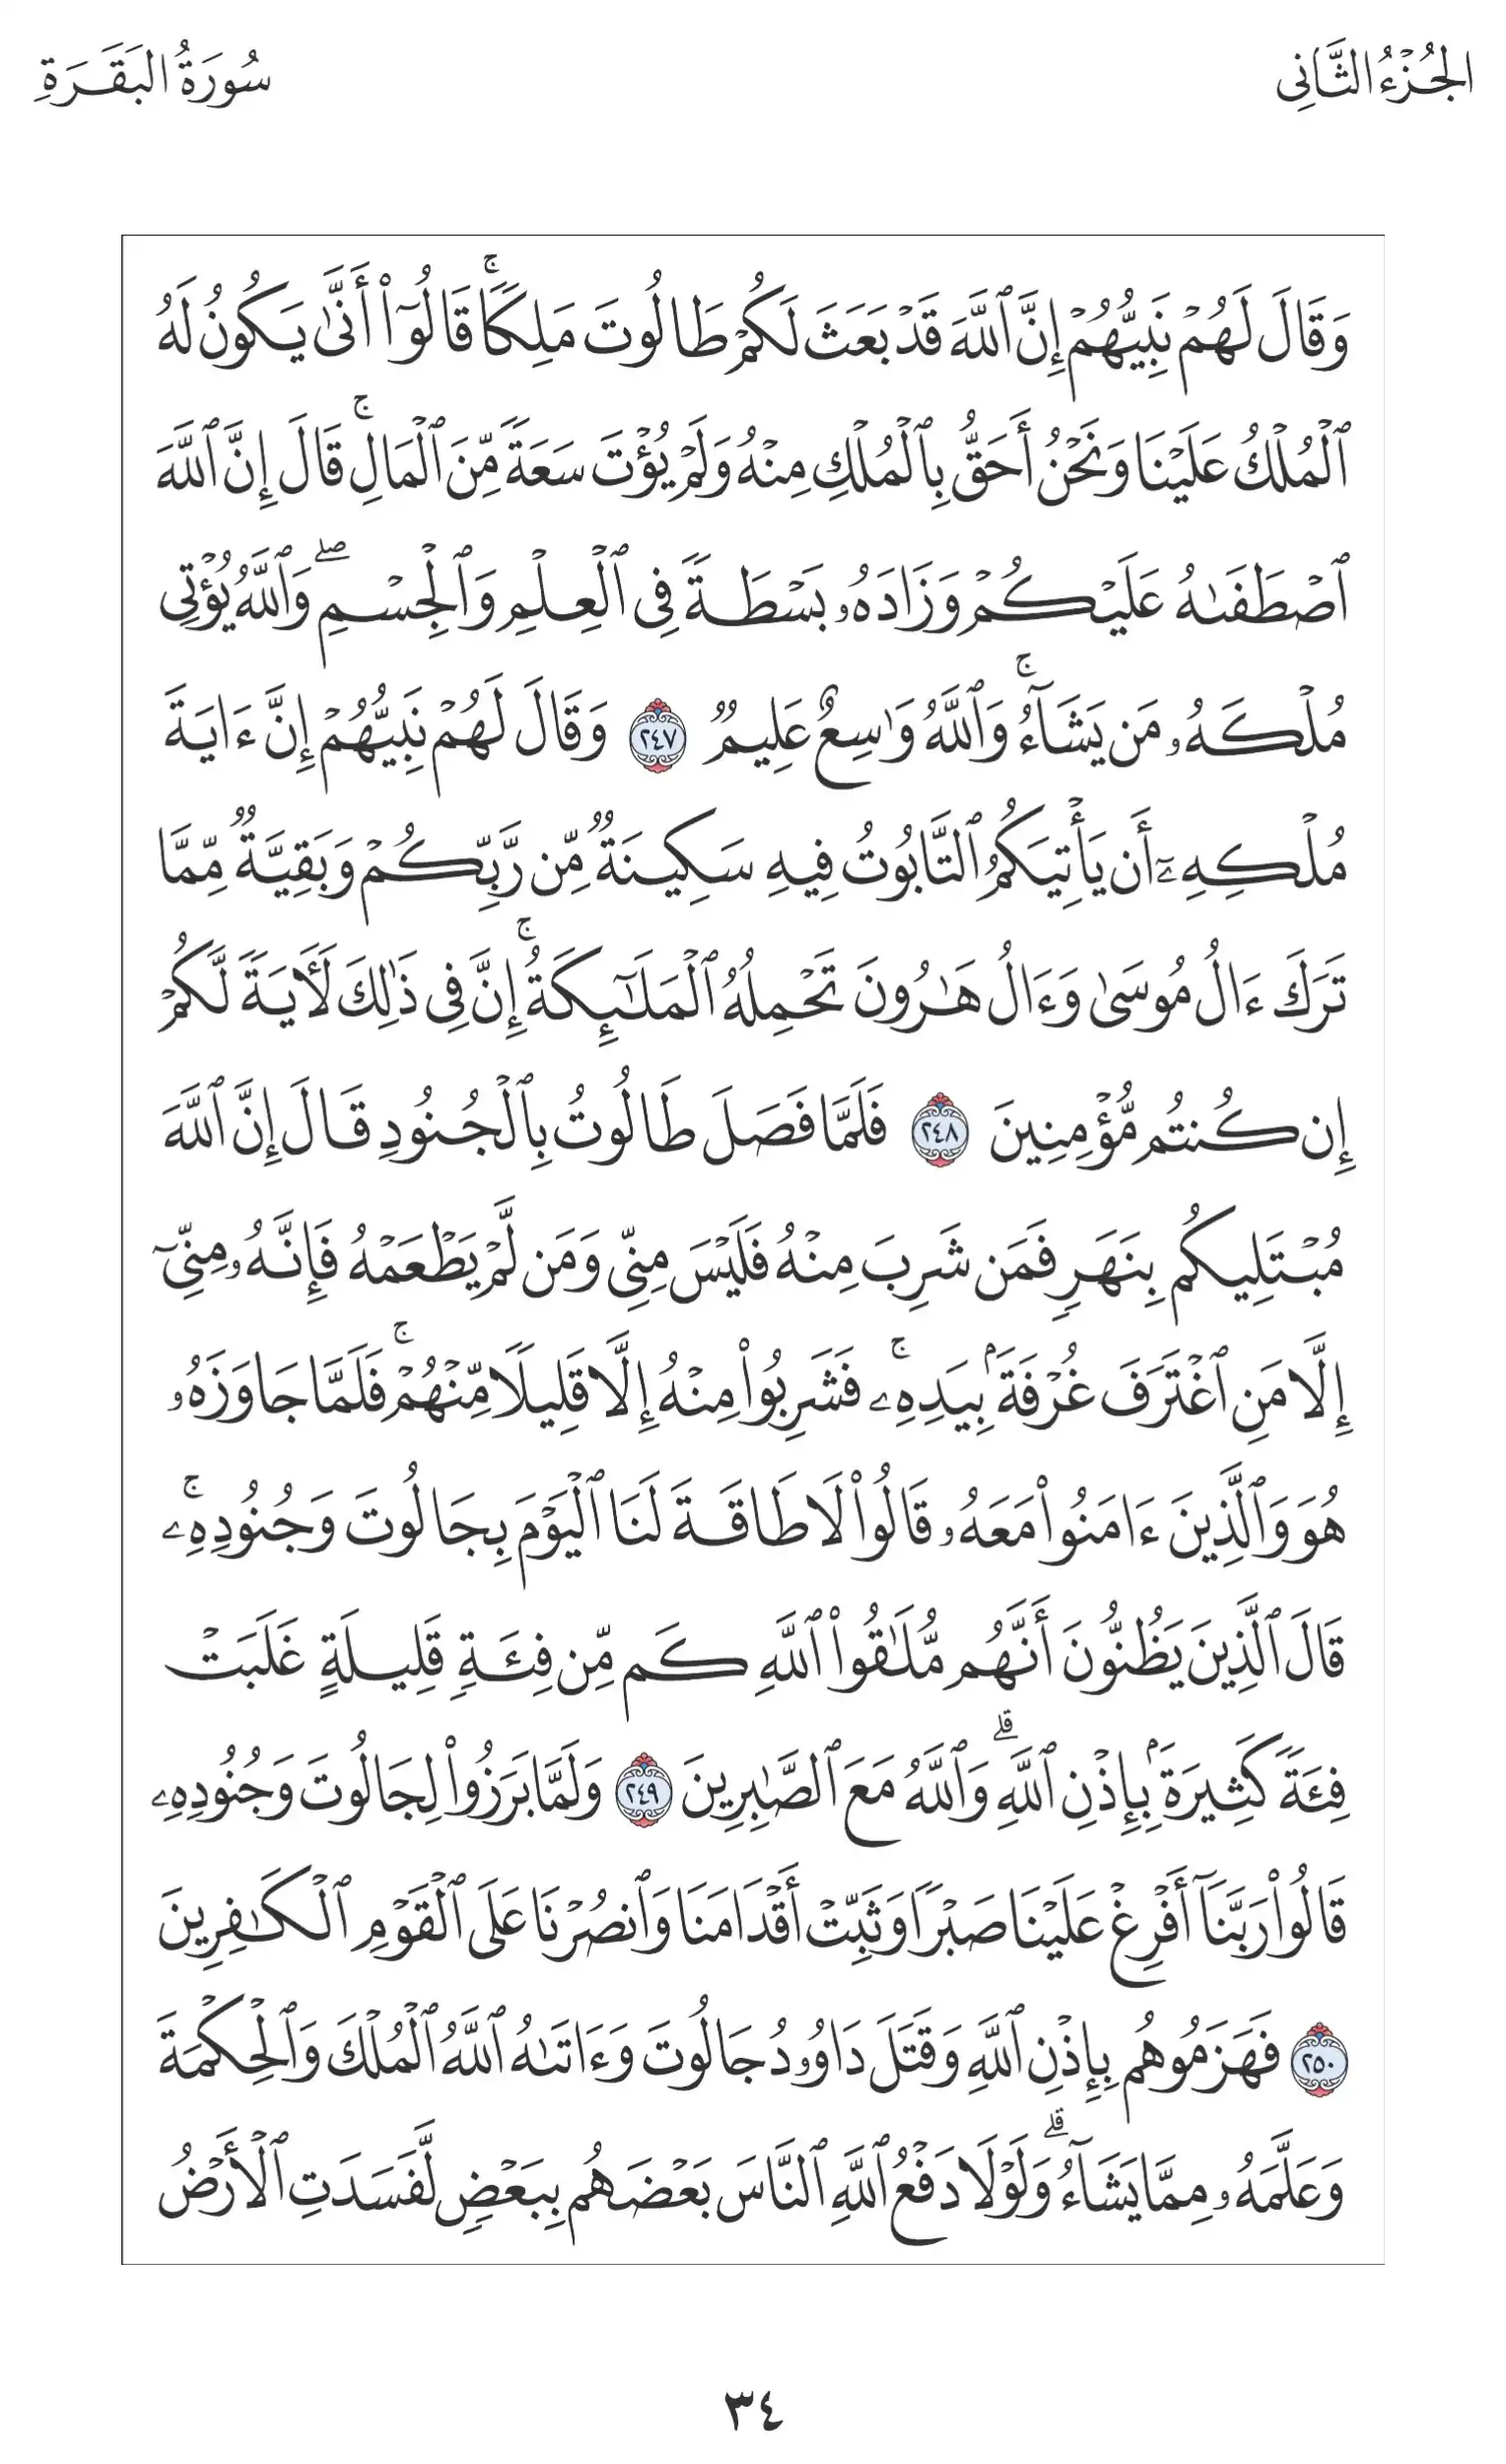 الجُزْءُ الثَّانِى
سُورَةُ البَقَرَةِ
وَقَالَ لَهُمْ نَبِيُّهُمْ إِنَّ ٱللَّهَ قَدْ بَعَثَ لَكُمْ طَالُوتَ مَلِكًاۚ قَالُوٓا۟ أَنَّىٰ يَكُونُ لَهُ
ٱلْمُلْكُ عَلَيْنَا وَنَحْنُ أَحَقُّ بِٱلْمُلْكِ مِنْهُ وَلَمْ يُؤْتَ سَعَةً مِّنَ ٱلْمَالِۚ قَالَ إِنَّ ٱللَّهَ
ٱصْطَفَىٰهُ عَلَيْكُمْ وَزَادَهُۥ بَسْطَةً فِى ٱلْعِلْمِ وَٱلْجِسْمِۖ وَٱللَّهُ يُؤْتِى
مُلْكَهُۥ مَن يَشَآءُۚ وَٱللَّهُ وَٰسِعٌ عَلِيمٌ ٢٤٧ وَقَالَ لَهُمْ نَبِيُّهُمْ إِنَّ ءَايَةَ
مُلْكِهِۦٓ أَن يَأْتِيَكُمُ ٱلتَّابُوتُ فِيهِ سَكِينَةٌ مِّن رَّبِّكُمْ وَبَقِيَّةٌ مِّمَّا
تَرَكَ ءَالُ مُوسَىٰ وَءَالُ هَٰرُونَ تَحْمِلُهُ ٱلْمَلَٰٓئِكَةُۚ إِنَّ فِى ذَٰلِكَ لَـَٔايَةً لَّكُمْ
إِن كُنتُم مُّؤْمِنِينَ ٢٤٨ فَلَمَّا فَصَلَ طَالُوتُ بِٱلْجُنُودِ قَالَ إِنَّ ٱللَّهَ
مُبْتَلِيكُم بِنَهَرٍ فَمَن شَرِبَ مِنْهُ فَلَيْسَ مِنِّى وَمَن لَّمْ يَطْعَمْهُ فَإِنَّهُۥ مِنِّىٓ
إِلَّا مَنِ ٱغْتَرَفَ غُرْفَةًۢ بِيَدِهِۦۚ فَشَرِبُوا۟ مِنْهُ إِلَّا قَلِيلًا مِّنْهُمْۚ فَلَمَّا جَاوَزَهُۥ
هُوَ وَٱلَّذِينَ ءَامَنُوا۟ مَعَهُۥ قَالُوا۟ لَا طَاقَةَ لَنَا ٱلْيَوْمَ بِجَالُوتَ وَجُنُودِهِۦۚ
قَالَ ٱلَّذِينَ يَظُنُّونَ أَنَّهُم مُّلَٰقُوا۟ ٱللَّهِ كَم مِّن فِئَةٍ قَلِيلَةٍ غَلَبَتْ
فِئَةً كَثِيرَةًۢ بِإِذْنِ ٱللَّهِۗ وَٱللَّهُ مَعَ ٱلصَّٰبِرِينَ ٢٤٩ وَلَمَّا بَرَزُوا۟ لِجَالُوتَ وَجُنُودِهِۦ
قَالُوا۟ رَبَّنَآ أَفْرِغْ عَلَيْنَا صَبْرًا وَثَبِّتْ أَقْدَامَنَا وَٱنصُرْنَا عَلَى ٱلْقَوْمِ ٱلْكَٰفِرِينَ
٢٥٠ فَهَزَمُوهُم بِإِذْنِ ٱللَّهِ وَقَتَلَ دَاوُۥدُ جَالُوتَ وَءَاتَىٰهُ ٱللَّهُ ٱلْمُلْكَ وَٱلْحِكْمَةَ
وَعَلَّمَهُۥ مِمَّا يَشَآءُۗ وَلَوْلَا دَفْعُ ٱللَّهِ ٱلنَّاسَ بَعْضَهُم بِبَعْضٍ لَّفَسَدَتِ ٱلْأَرْضُ
٣٤